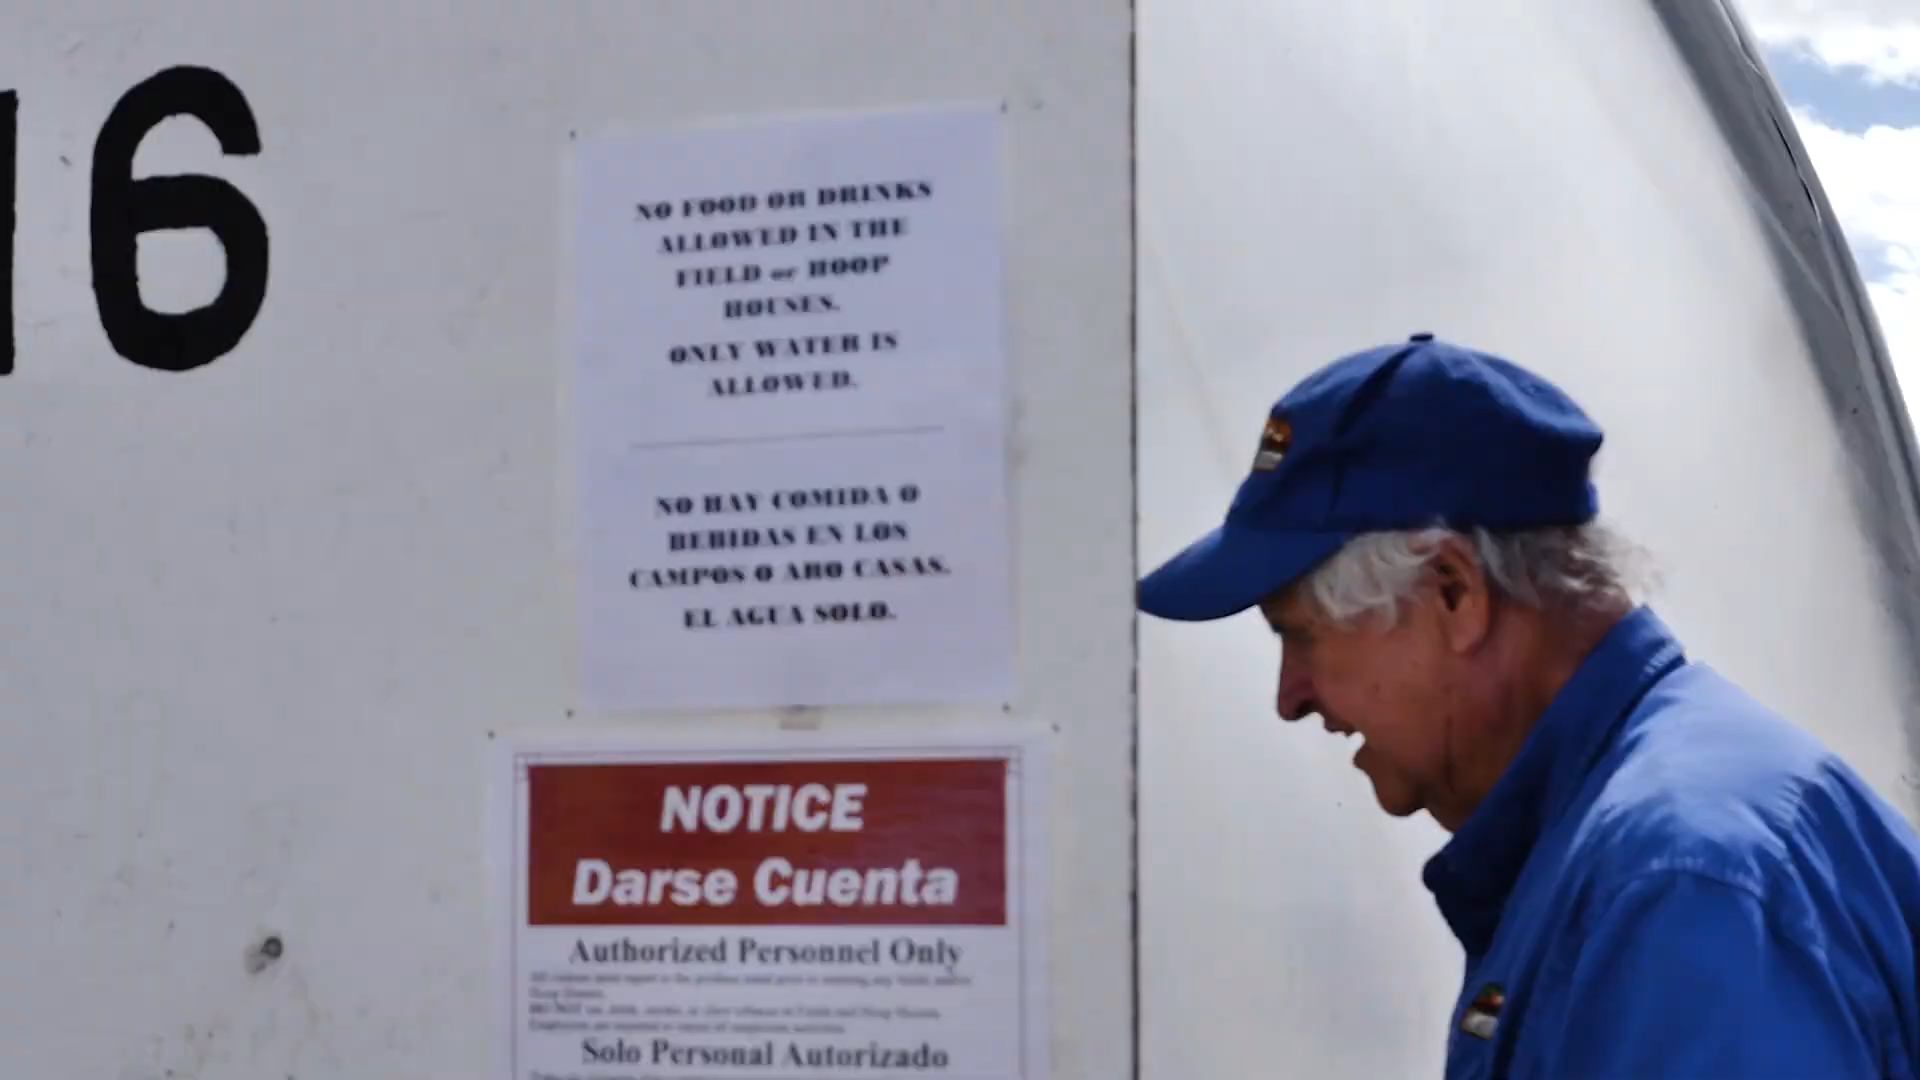 16
NO FOOD OR DRINKS
ALLOWED IN THE
FIELD or HOOP
HOUSES.
ONLY WATER IS
ALLOWED.
NO HAY COMIDA O
BEBIDAS EN LOS
CAMPOS O ARO CASAS.
EL AGUA SOLO.
NOTICE
Darse Cuenta
Authorized Personnel Only
Solo Personal Autorizado